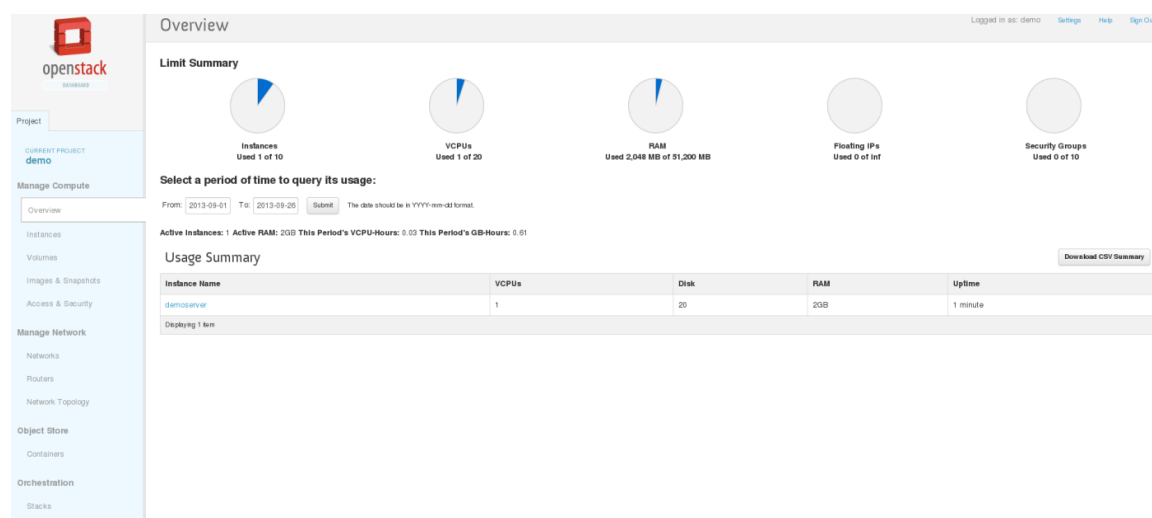 Overview
Logged in as: demo Settings Help Sign Ou
openstack
DASHBOARD
Project
CURRENT PROJECT
demo
Manage Compute
Overview
Instances
Volumes
Images & Snapshots
Access & Security
Manage Network
Networks
Routers
Network Topology
Object Store
Containers
Orchestration
Stacks
Limit Summary
Instances
Used 1 of 10
VCPUs
Used 1 of 20
RAM
Used 2,048 MB of 51,200 MB
Floating IPs
Used 0 of Inf
Security Groups
Used 0 of 10
Select a period of time to query its usage:
From: 2013-09-01 To: 2013-09-26 Submit The date should be in YYYY-mm-dd format.
Active Instances: 1 Active RAM: 2GB This Period's VCPU-Hours: 0.03 This Period's GB-Hours: 0.61
Usage Summary
Download CSV Summary
Instance Name VCPUs Disk RAM Uptime
demoserver 1 20 2GB 1 minute
Displaying 1 item